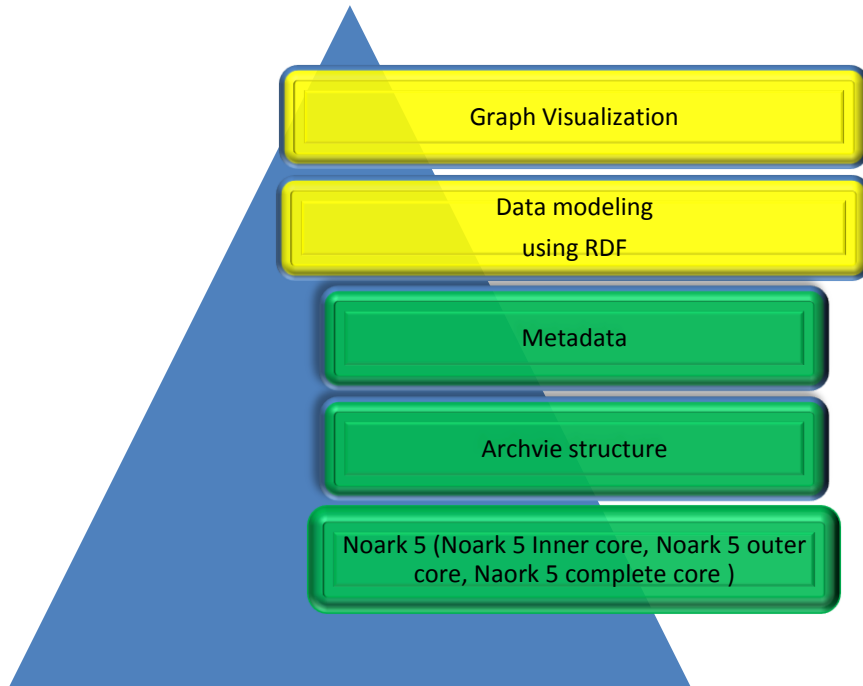 Graph Visualization
Data modeling
using RDF
Metadata
Archvie structure
Noark 5 (Noark 5 Inner core, Noark 5 outer
core, Naork 5 complete core )